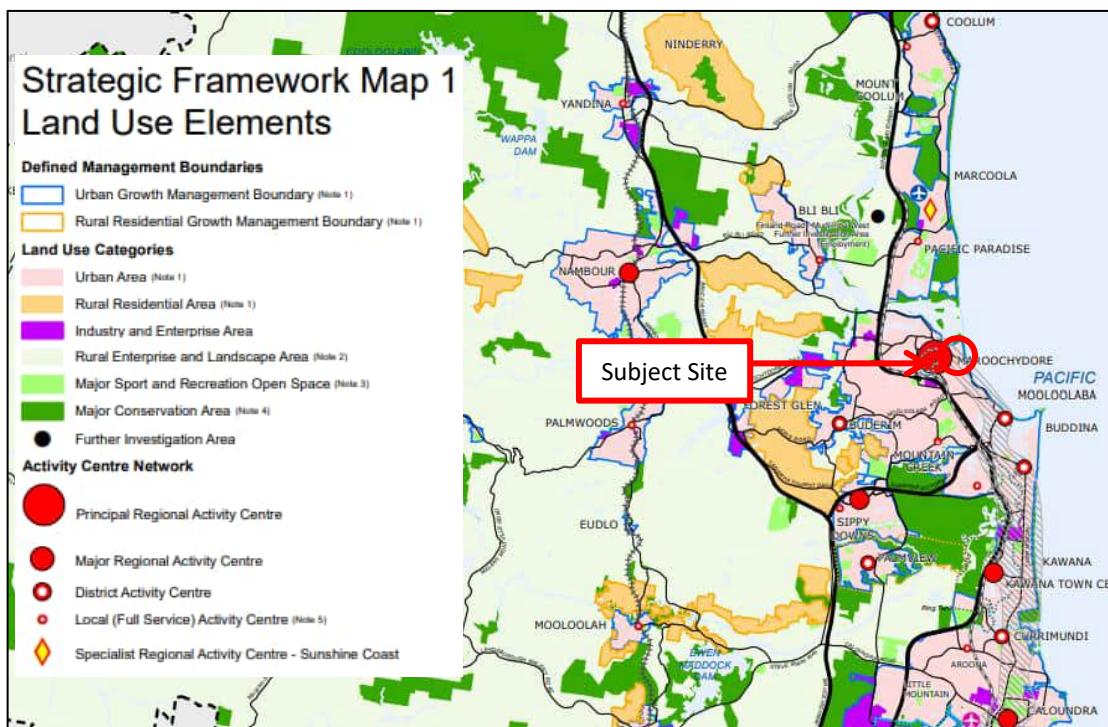 Strategic Framework Map 1
Land Use Elements
Defined Management Boundaries
Urban Growth Management Boundary (Note 1)
Rural Residential Growth Management Boundary (Note 1)
Land Use Categories
Urban Area (Note 1)
Rural Residential Area (Note 1)
Industry and Enterprise Area
Rural Enterprise and Landscape Area (Note 2)
Major Sport and Recreation Open Space (Note 3)
Major Conservation Area (Note 4)
Further Investigation Area
Activity Centre Network
Principal Regional Activity Centre
Major Regional Activity Centre
District Activity Centre
Local (Full Service) Activity Centre (Note 5)
Specialist Regional Activity Centre - Sunshine Coast
COOLUM
NINDERRY
MOUNT
COOLUM
YANDINA
WAPPA
DAM
MARCOOLA
BLI BLI
PACIFIC PARADISE
NAMBOUR
Subject Site
MAROOCHYDORE
PACIFIC
MOOLOOLABA
BUDDINA
FOREST GLEN
BUDERIM
PALMWOODS
MOUNTAIN
CREEK
SIPPY
DOWNS
EUDLO
PALMVIEW
KAWANA
KAWANA TOWN CE
MOOLOOLAH
CURRIMUNDI
EWEN
MADDOCK
DAM
AROONA
LITTLE
MOUNTAIN
CALOUNDRA